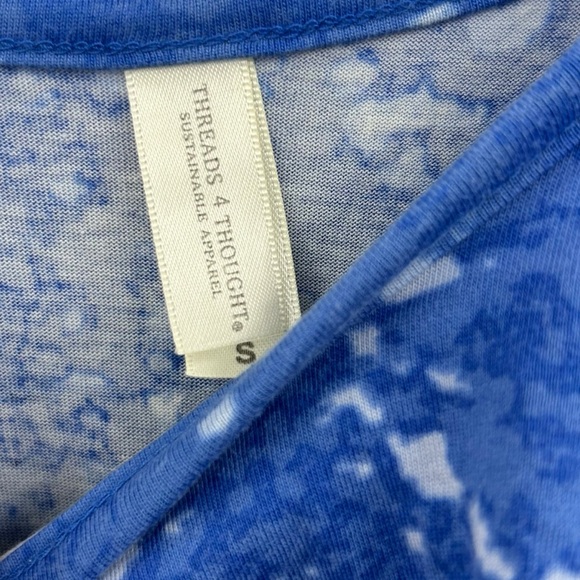 THREADS 4 THOUGHT®
SUSTAINABLE APPAREL
S